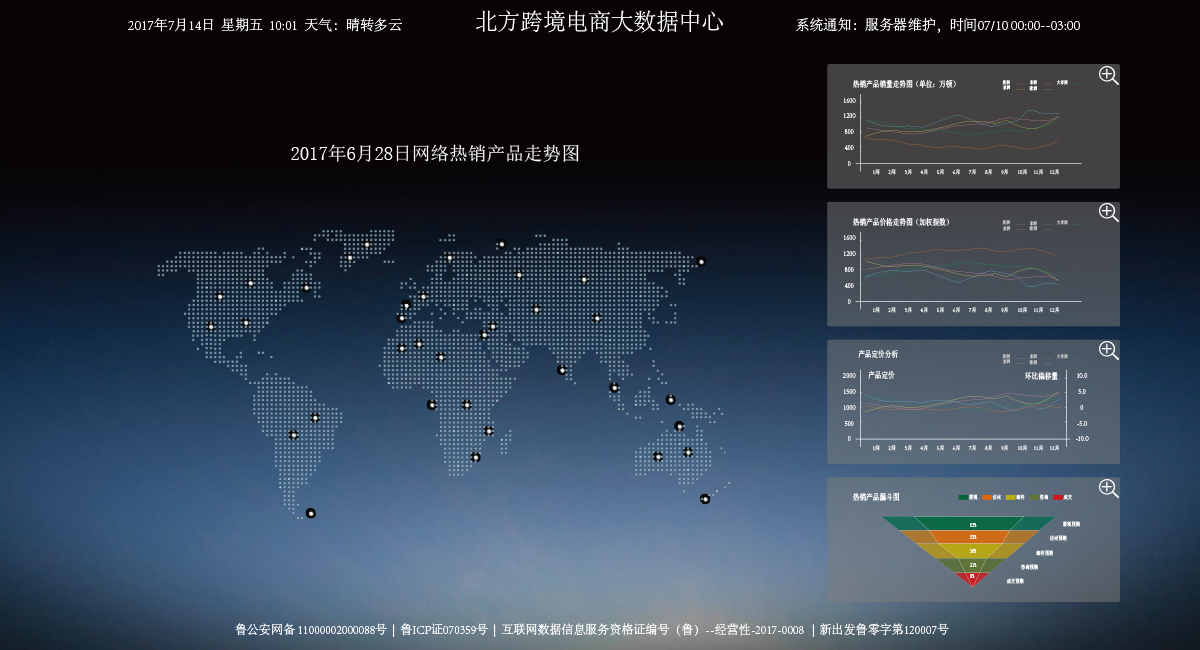 2017年7月14日 星期五 10:01 天气：晴转多云
北方跨境电商大数据中心
系统通知：服务器维护，时间07/10 00:00--03:00
2017年6月28日网络热销产品走势图
热销产品销量走势图（单位：万顿）
1600
1200
800
400
0
1月 2月 3月 4月 5月 6月 7月 8月 9月 10月 11月 12月
热销产品价格走势图（加权指数）
1600
1200
800
400
0
1月 2月 3月 4月 5月 6月 7月 8月 9月 10月 11月 12月
产品定价分析
产品定价
环比偏移量
2000 10.0
1500 5.0
1000 0
500 -5.0
0 -10.0
1月 2月 3月 4月 5月 6月 7月 8月 9月 10月 11月 12月
热销产品漏斗图
鲁公安网备11000002000088号 | 鲁ICP证070359号 | 互联网数据信息服务资格证编号（鲁）--经营性-2017-0008 | 新出发鲁零字第120007号